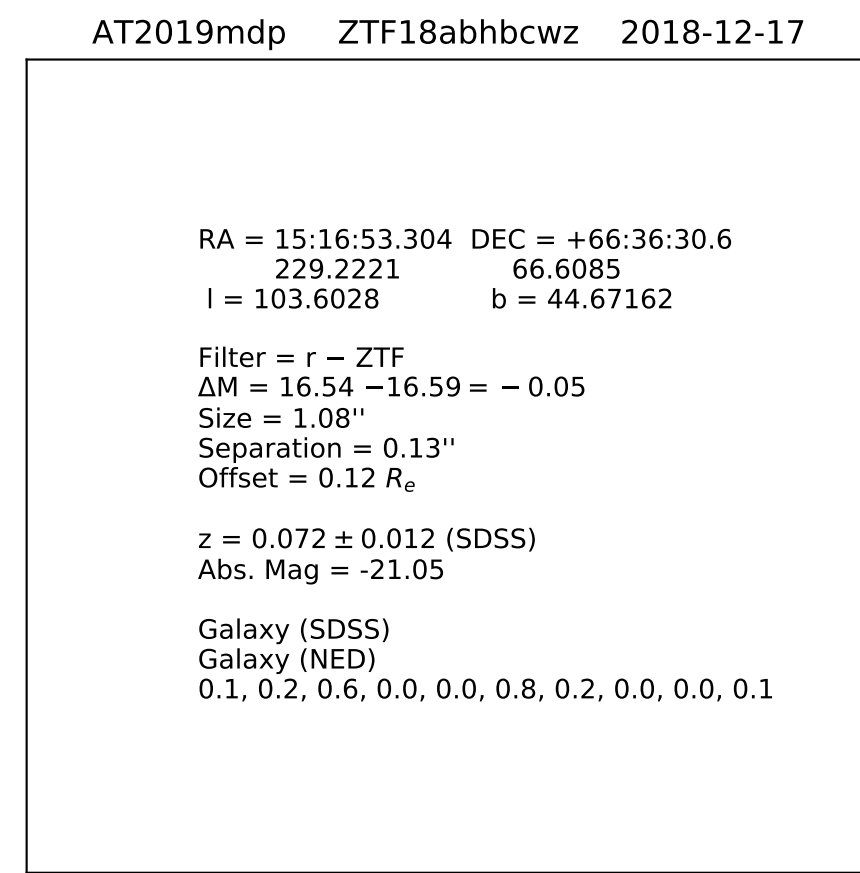 AT2019mdp ZTF18abhbcwz 2018-12-17
RA = 15:16:53.304 DEC = +66:36:30.6
229.2221 66.6085
l = 103.6028 b = 44.67162
Filter = r − ZTF
ΔM = 16.54 −16.59 = − 0.05
Size = 1.08''
Separation = 0.13''
Offset = 0.12 Rₑ
z = 0.072 ± 0.012 (SDSS)
Abs. Mag = -21.05
Galaxy (SDSS)
Galaxy (NED)
0.1, 0.2, 0.6, 0.0, 0.0, 0.8, 0.2, 0.0, 0.0, 0.1